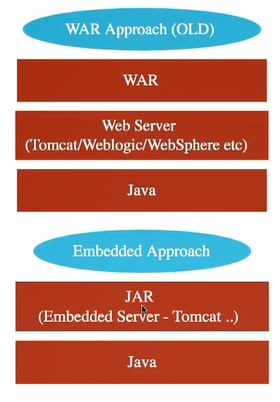 WAR Approach (OLD)
WAR
Web Server
(Tomcat/Weblogic/WebSphere etc)
Java
Embedded Approach
JAR
(Embedded Server - Tomcat ..)
Java